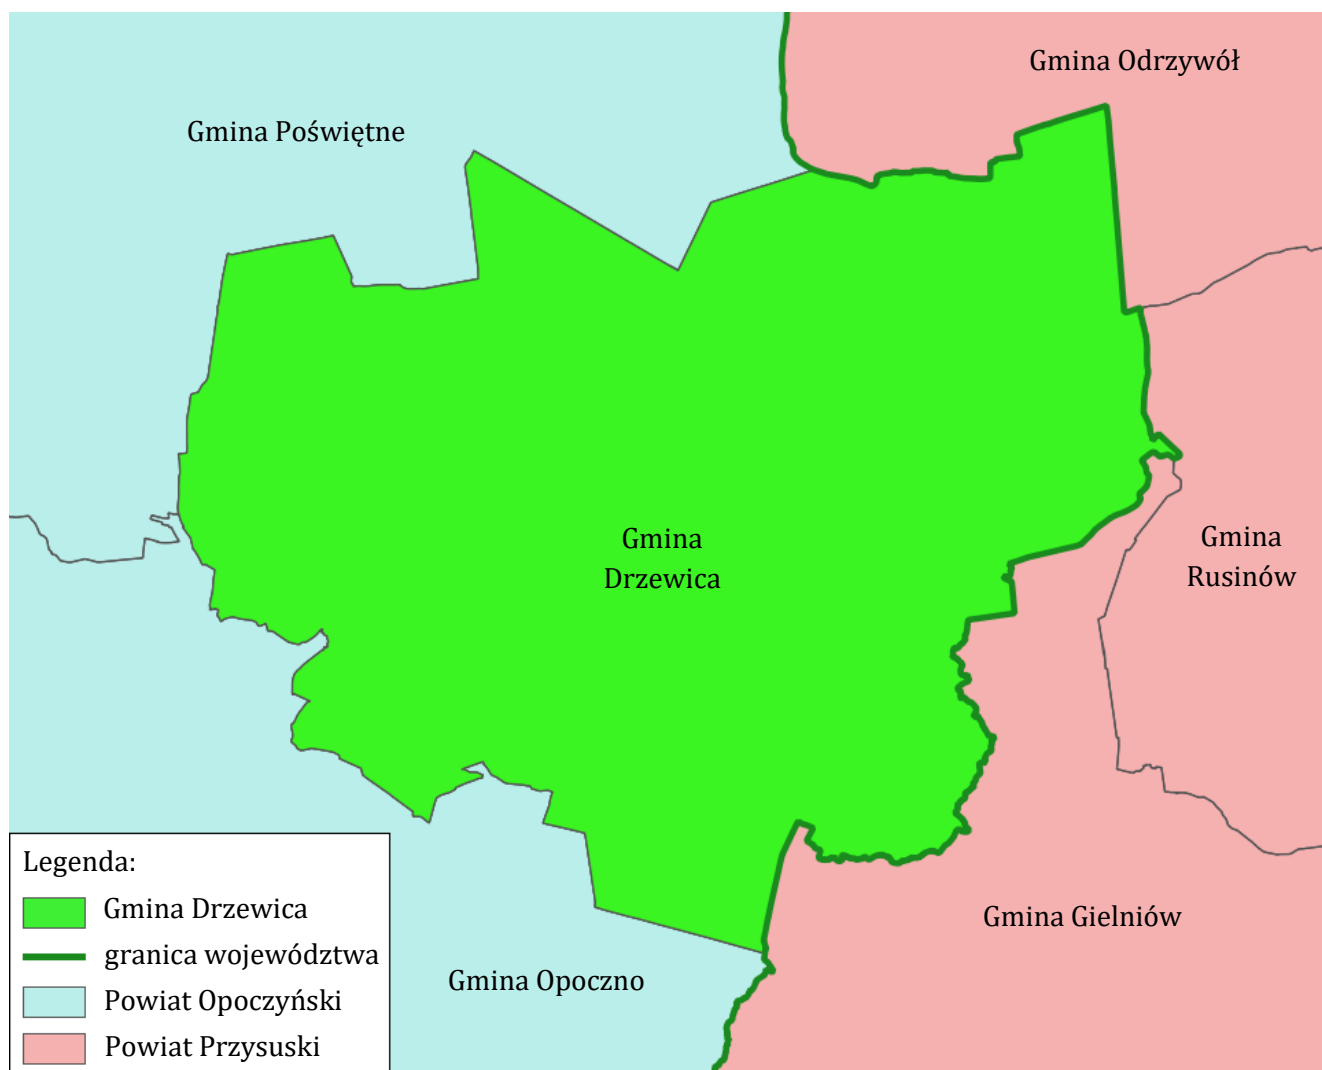 Gmina Odrzywół
Gmina Poświętne
Gmina
Drzewica
Gmina
Rusinów
Gmina Gielniów
Gmina Opoczno
Legenda:
Gmina Drzewica
granica województwa
Powiat Opoczyński
Powiat Przysuski